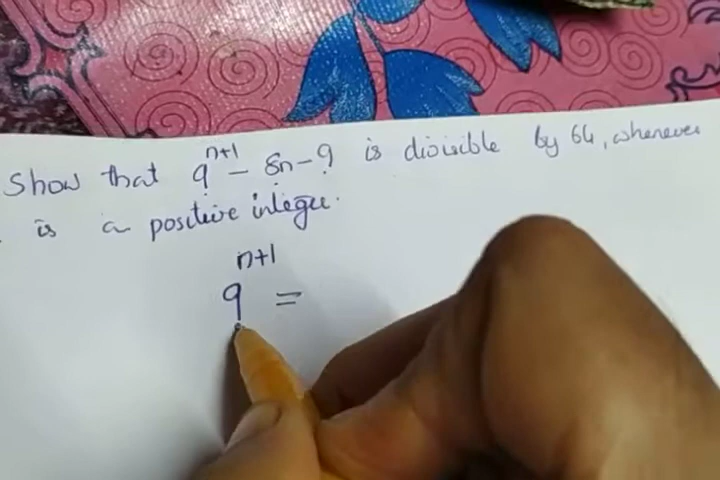 Show that 9^{n+1} - 8n - 9 is divisible by 64, whenever
is a positive integer.
9^{n+1} =